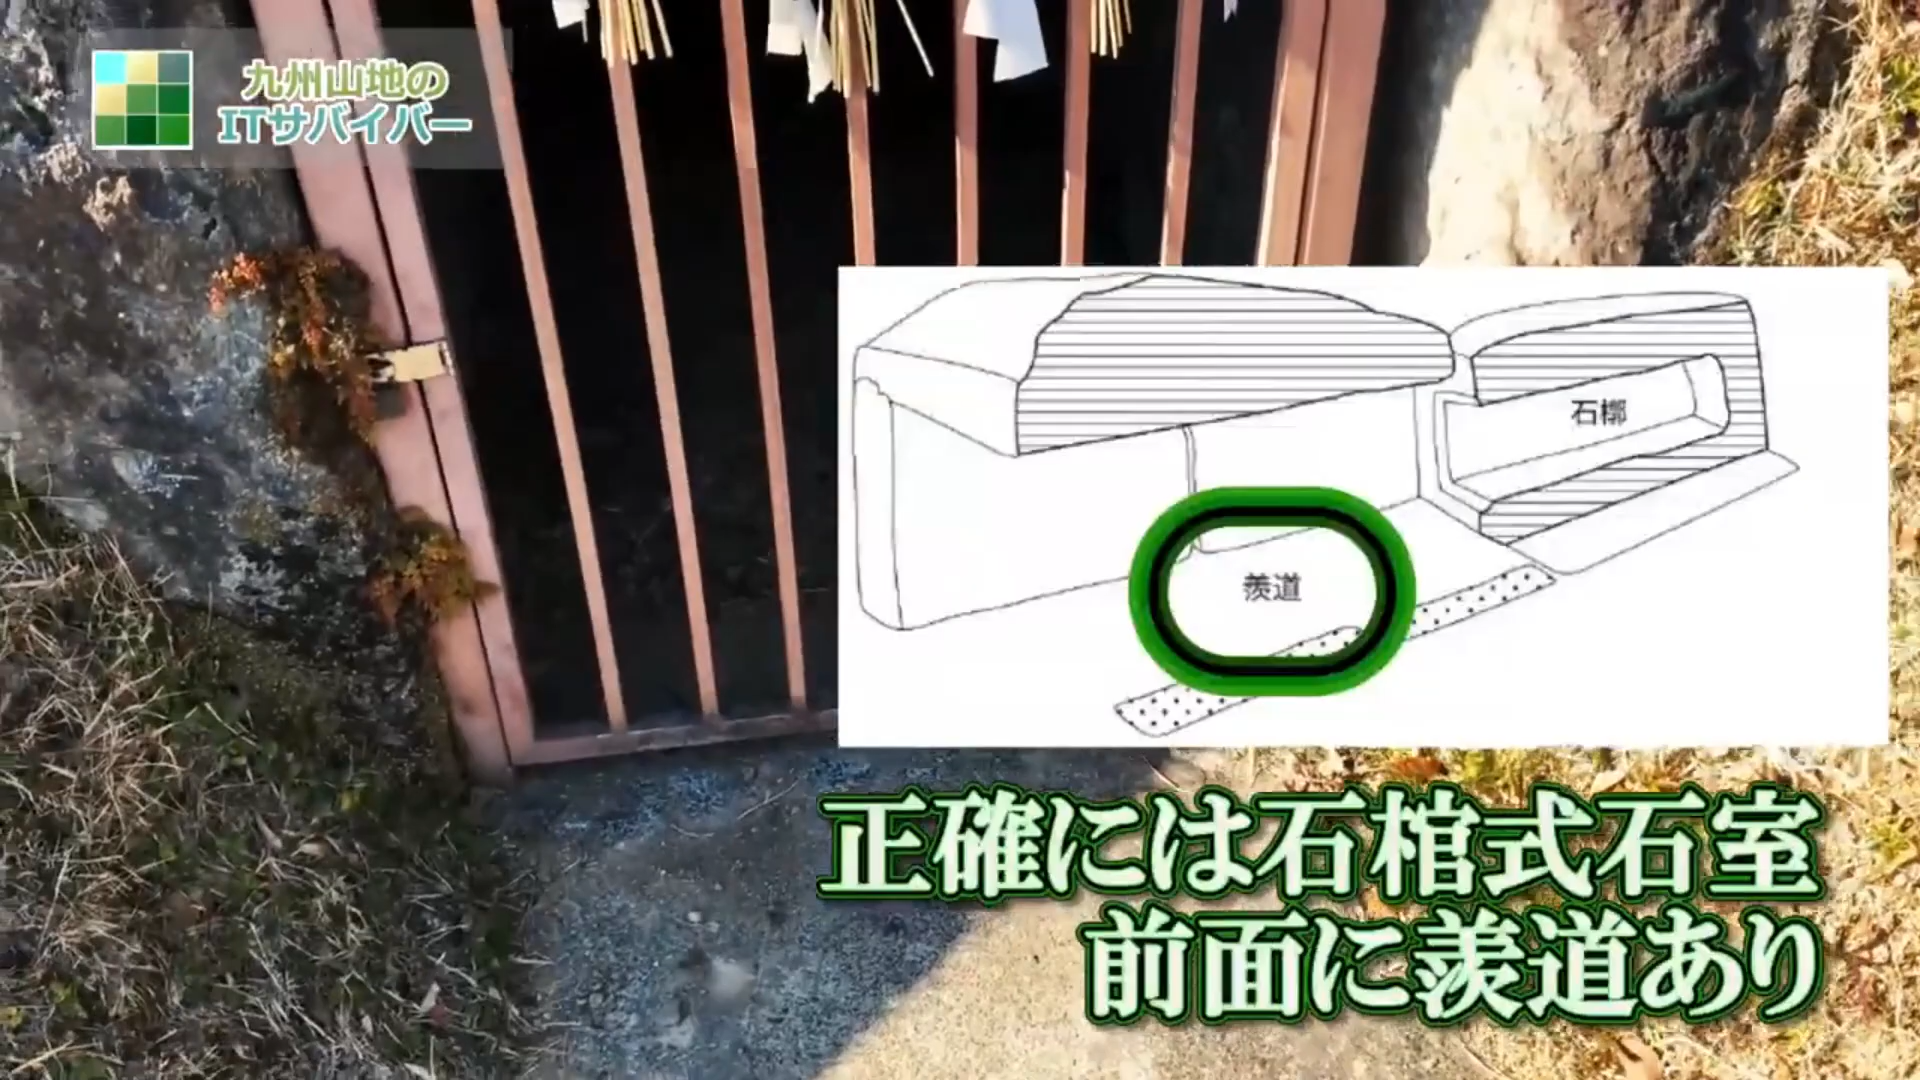 九州山地の
ITサバイバー
石槨
羨道
正確には石棺式石室
前面に羨道あり